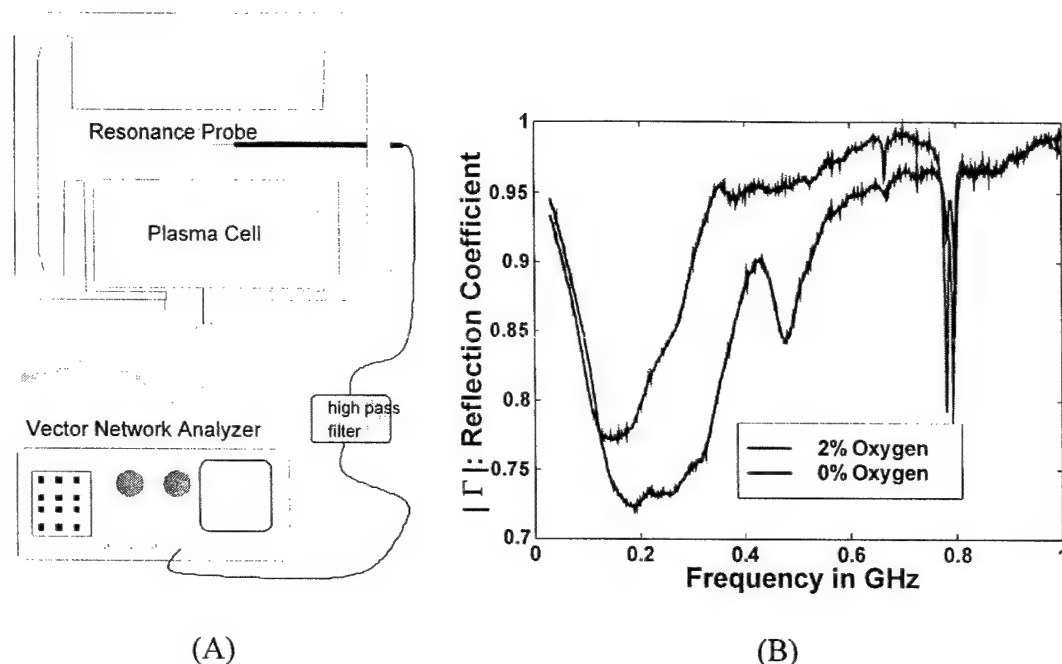 Resonance Probe
Plasma Cell
high pass
filter
Vector Network Analyzer
(A)
| Γ |: Reflection Coefficient
1
0.95
0.9
0.85
0.8
0.75
0.7
2% Oxygen
0% Oxygen
0
0.2
0.4
0.6
0.8
1
Frequency in GHz
(B)